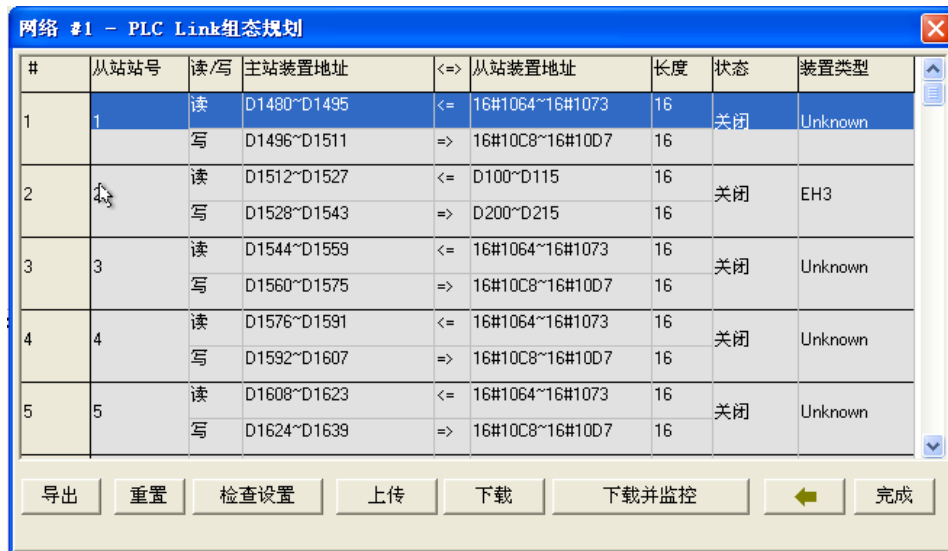 网络 #1 - PLC Link组态规划
# 从站站号 读/写 主站装置地址 <=> 从站装置地址 长度 状态 装置类型
读 D1480~D1495 <= 16#1064~16#1073 16
1 1 关闭 Unknown
写 D1496~D1511 => 16#10C8~16#10D7 16
读 D1512~D1527 <= D100~D115 16
2 关闭 EH3
写 D1528~D1543 => D200~D215 16
读 D1544~D1559 <= 16#1064~16#1073 16
3 3 关闭 Unknown
写 D1560~D1575 => 16#10C8~16#10D7 16
读 D1576~D1591 <= 16#1064~16#1073 16
4 4 关闭 Unknown
写 D1592~D1607 => 16#10C8~16#10D7 16
读 D1608~D1623 <= 16#1064~16#1073 16
5 5 关闭 Unknown
写 D1624~D1639 => 16#10C8~16#10D7 16
导出 重置 检查设置 上传 下载 下载并监控 完成